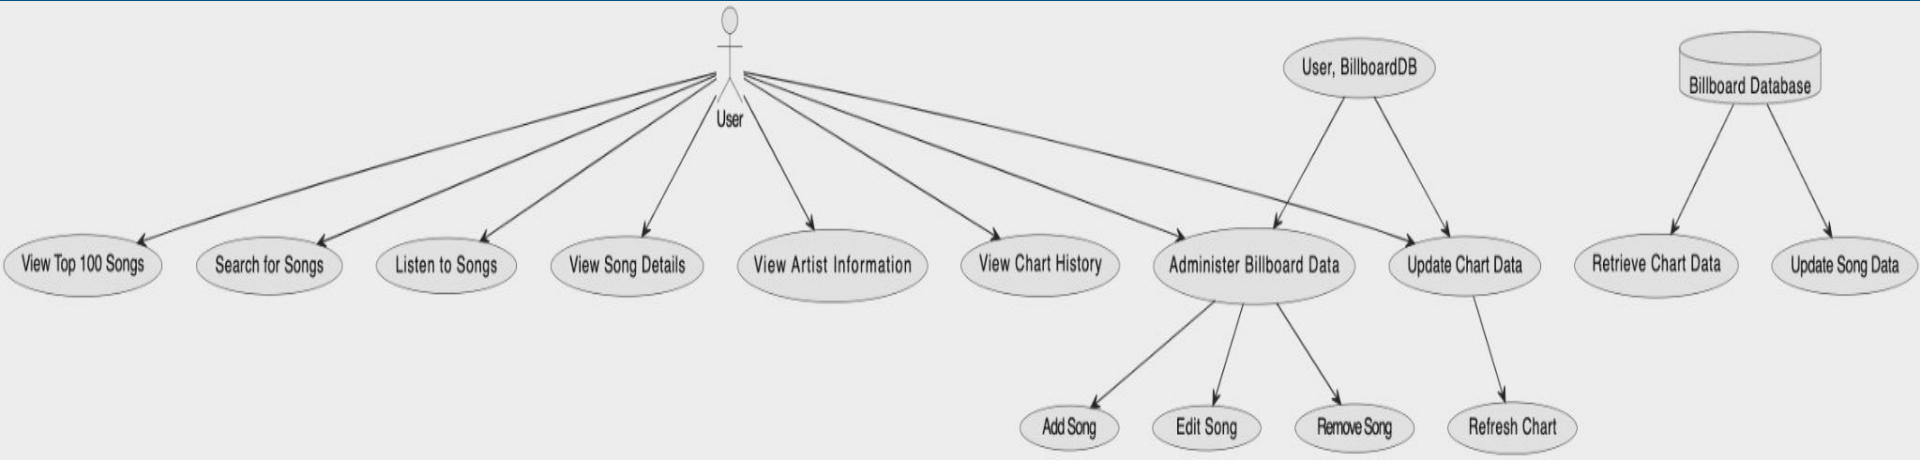 User
User, BillboardDB
Billboard Database
View Top 100 Songs
Search for Songs
Listen to Songs
View Song Details
View Artist Information
View Chart History
Administer Billboard Data
Update Chart Data
Retrieve Chart Data
Update Song Data
Add Song
Edit Song
Remove Song
Refresh Chart